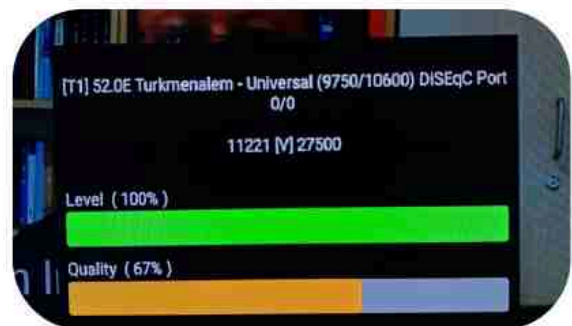 [T1] 52.0E Turkmenalem - Universal (9750/10600) DiSEqC Port
0/0
11221 [V] 27500
Level ( 100% )
Quality ( 67% )